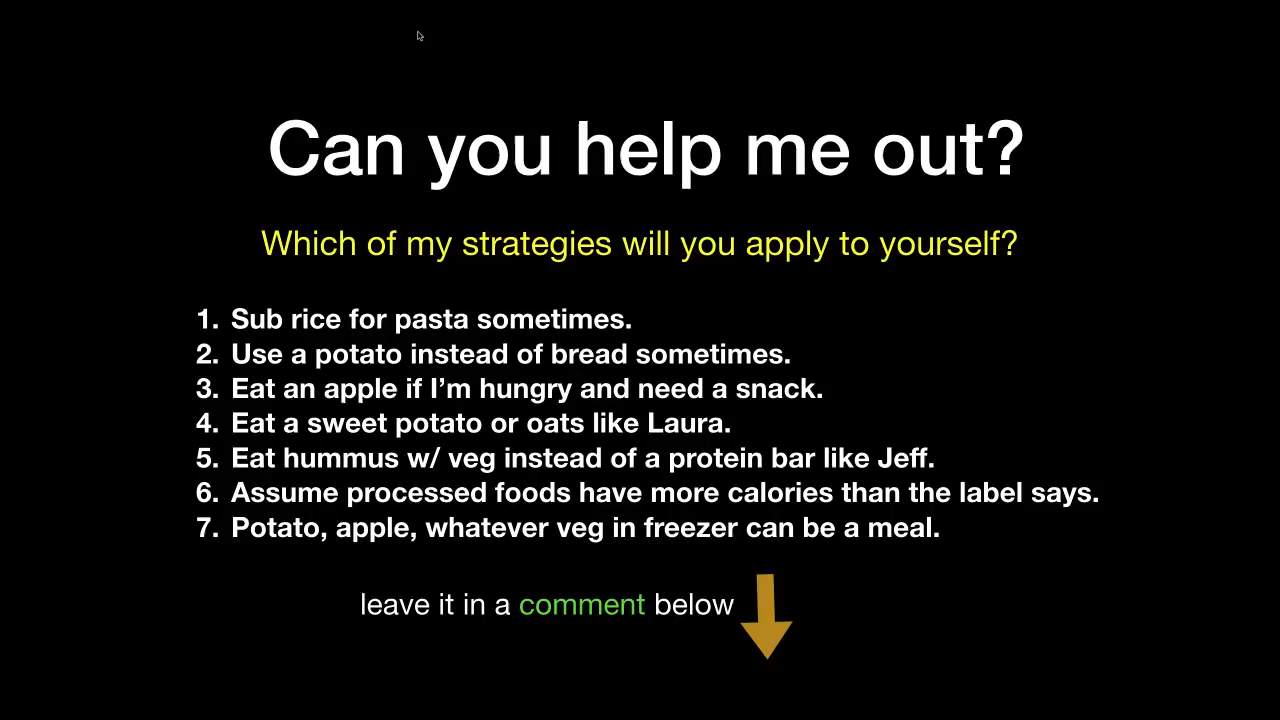 Can you help me out?
Which of my strategies will you apply to yourself?
1. Sub rice for pasta sometimes.
2. Use a potato instead of bread sometimes.
3. Eat an apple if I’m hungry and need a snack.
4. Eat a sweet potato or oats like Laura.
5. Eat hummus w/ veg instead of a protein bar like Jeff.
6. Assume processed foods have more calories than the label says.
7. Potato, apple, whatever veg in freezer can be a meal.
leave it in a comment below